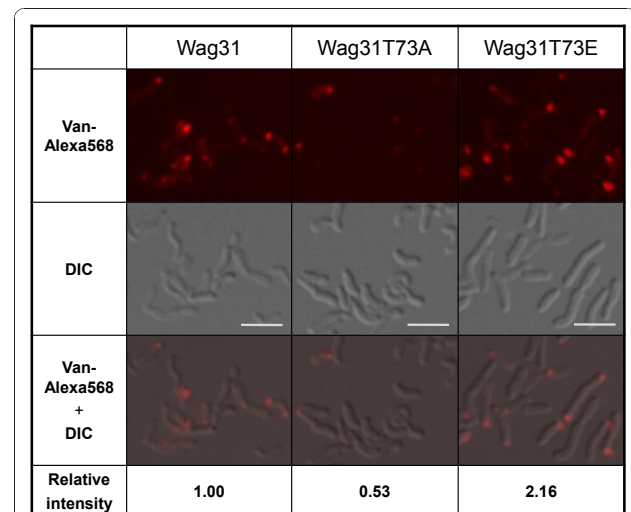 Wag31 Wag31T73A Wag31T73E
Van-
Alexa568
DIC
Van-
Alexa568
+
DIC
Relative
intensity 1.00 0.53 2.16